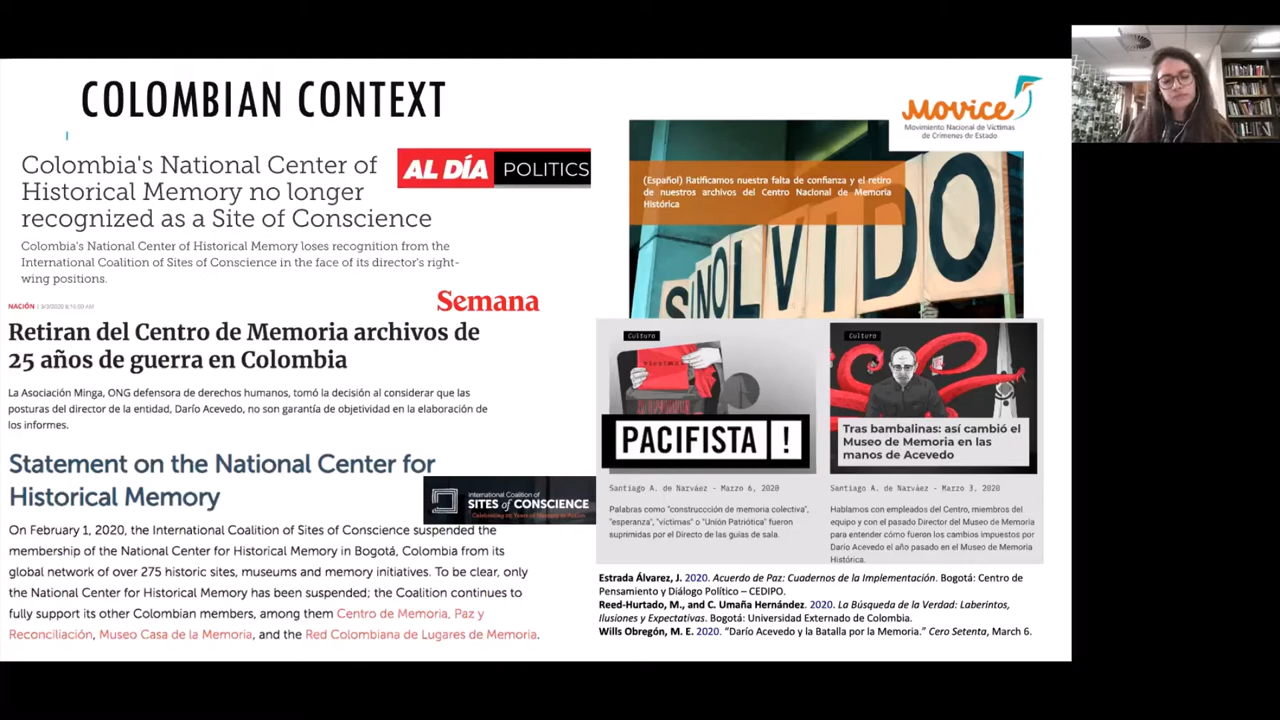 COLOMBIAN CONTEXT
Colombia's National Center of
Historical Memory no longer
recognized as a Site of Conscience
AL DÍA POLITICS
Colombia's National Center of Historical Memory loses recognition from the
International Coalition of Sites of Conscience in the face of its director's right-
wing positions.
NACIÓN
Semana
Retiran del Centro de Memoria archivos de
25 años de guerra en Colombia
La Asociación Minga, ONG defensora de derechos humanos, tomó la decisión al considerar que las
posturas del director de la entidad, Darío Acevedo, no son garantía de objetividad en la elaboración de
los informes.
Statement on the National Center for
Historical Memory
International Coalition of
SITES of CONSCIENCE
On February 1, 2020, the International Coalition of Sites of Conscience suspended the
membership of the National Center for Historical Memory in Bogotá, Colombia from its
global network of over 275 historic sites, museums and memory initiatives. To be clear, only
the National Center for Historical Memory has been suspended; the Coalition continues to
fully support its other Colombian members, among them Centro de Memoria, Paz y
Reconciliación, Museo Casa de la Memoria, and the Red Colombiana de Lugares de Memoria.
Movice
Movimiento Nacional de Víctimas
de Crímenes de Estado
(Español) Ratificamos nuestra falta de confianza y el retiro
de nuestros archivos del Centro Nacional de Memoria
Histórica
SINOLVIDO
Cultura
PACIFISTA !
Santiago A. de Narváez - Marzo 6, 2020
Palabras como "construccción de memoria colectiva",
"esperanza", "víctimas" o "Unión Patriótica" fueron
suprimidas por el Directo de las guías de sala.
Cultura
Tras bambalinas: así cambió el
Museo de Memoria en las
manos de Acevedo
Santiago A. de Narváez - Marzo 3, 2020
Hablamos con empleados del Centro, miembros del
equipo y con el pasado Director del Museo de Memoria
para entender cómo fueron los cambios impuestos por
Darío Acevedo el año pasado en el Museo de Memoria
Histórica.
Estrada Álvarez, J. 2020. Acuerdo de Paz: Cuadernos de la Implementación. Bogotá: Centro de
Pensamiento y Diálogo Político – CEDIPO.
Reed-Hurtado, M., and C. Umaña Hernández. 2020. La Búsqueda de la Verdad: Laberintos,
Ilusiones y Expectativas. Bogotá: Universidad Externado de Colombia.
Wills Obregón, M. E. 2020. “Darío Acevedo y la Batalla por la Memoria.” Cero Setenta, March 6.